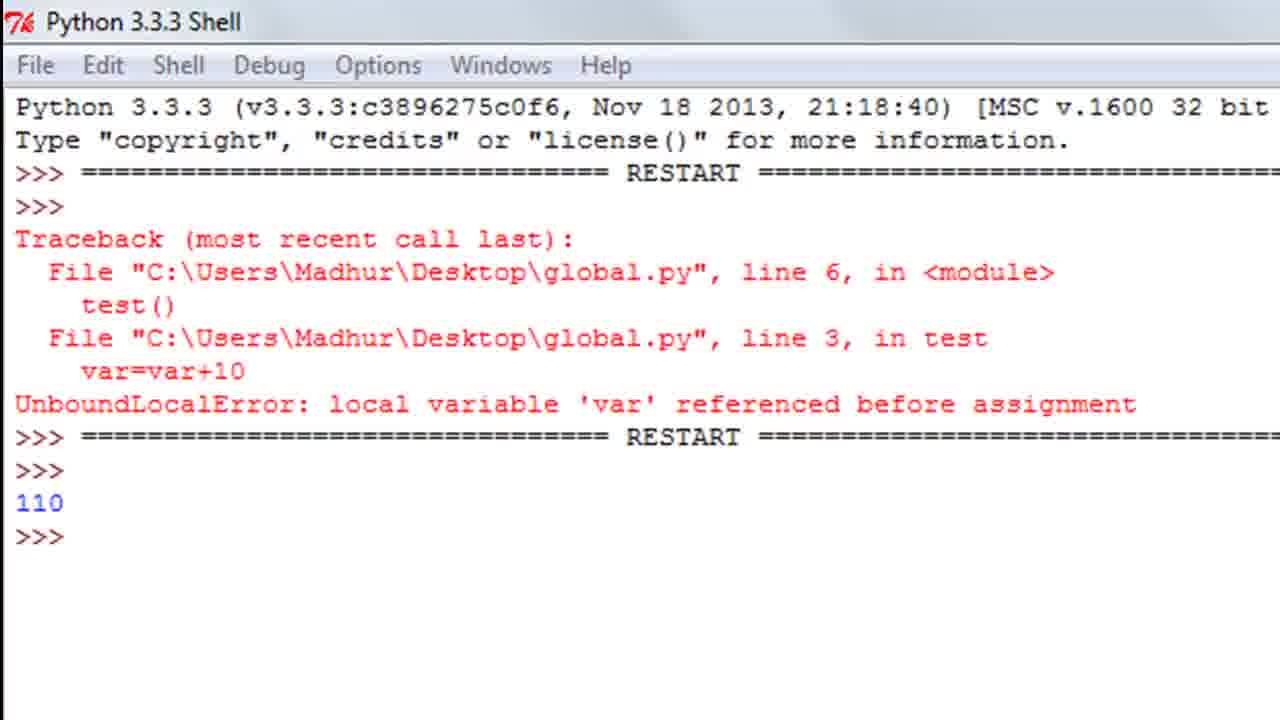 Python 3.3.3 Shell
File Edit Shell Debug Options Windows Help
Python 3.3.3 (v3.3.3:c3896275c0f6, Nov 18 2013, 21:18:40) [MSC v.1600 32 bit
Type "copyright", "credits" or "license()" for more information.
>>> ================================ RESTART ================================
>>>
Traceback (most recent call last):
  File "C:\Users\Madhur\Desktop\global.py", line 6, in <module>
    test()
  File "C:\Users\Madhur\Desktop\global.py", line 3, in test
    var=var+10
UnboundLocalError: local variable 'var' referenced before assignment
>>> ================================ RESTART ================================
>>>
110
>>>